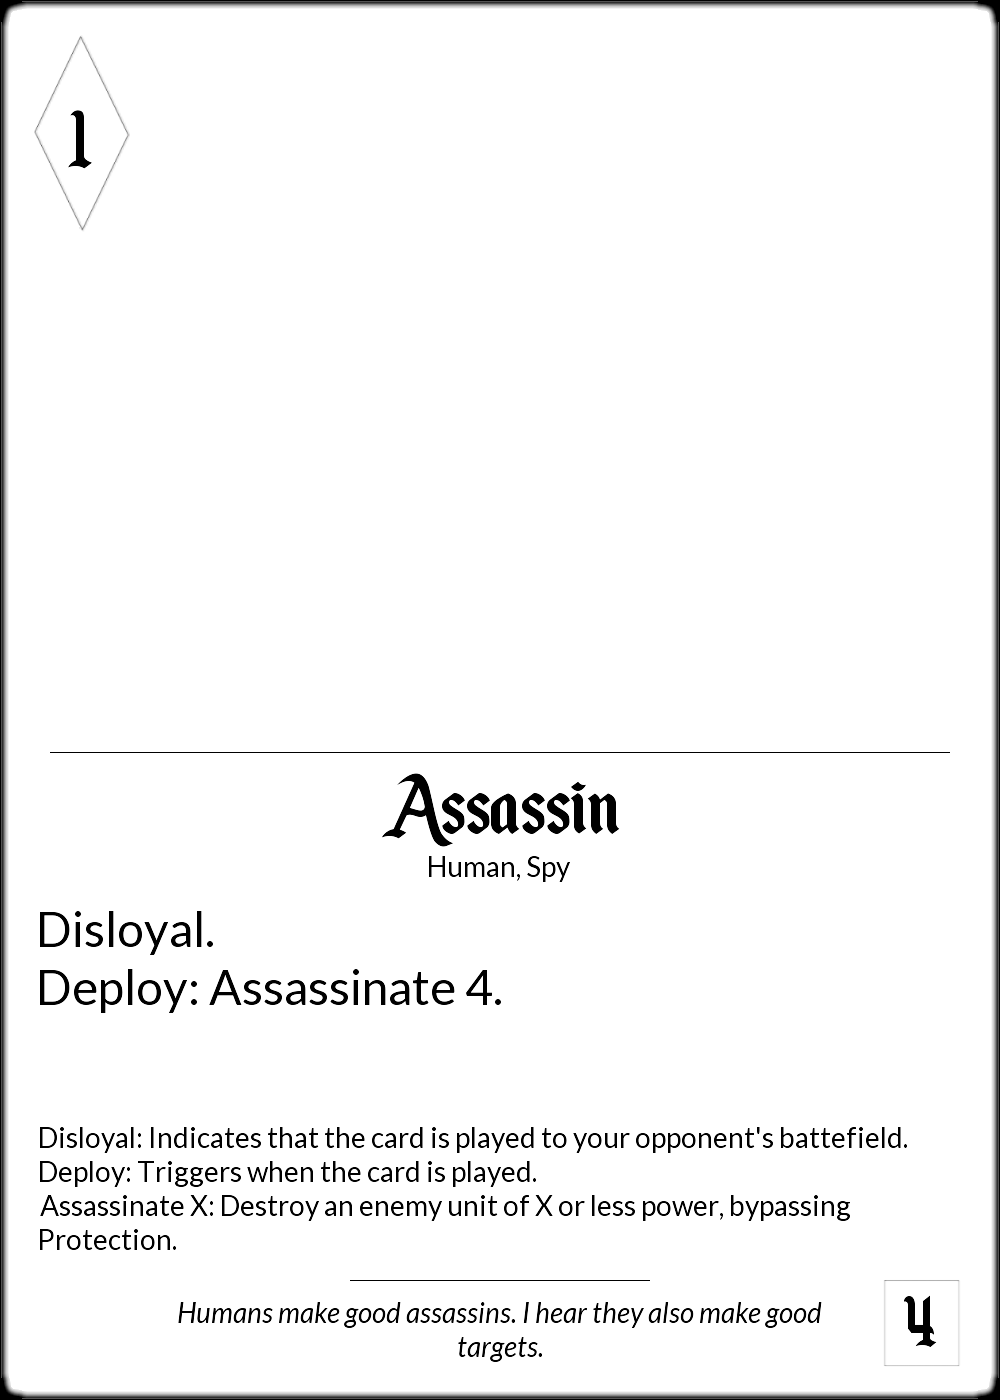 1
Assassin
Human, Spy
Disloyal.
Deploy: Assassinate 4.
Disloyal: Indicates that the card is played to your opponent's battefield.
Deploy: Triggers when the card is played.
Assassinate X: Destroy an enemy unit of X or less power, bypassing
Protection.
Humans make good assassins. I hear they also make good
targets.
4